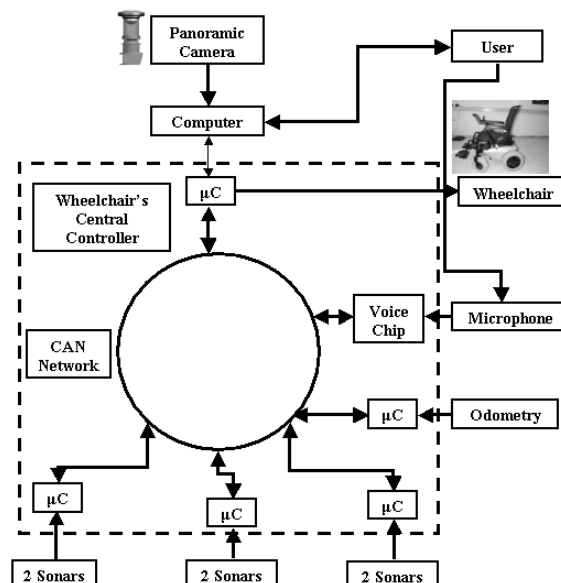 Panoramic
Camera
User
Computer
µC
Wheelchair's
Central
Controller
Wheelchair
Voice
Chip
Microphone
CAN
Network
µC
Odometry
µC
µC
µC
2 Sonars
2 Sonars
2 Sonars